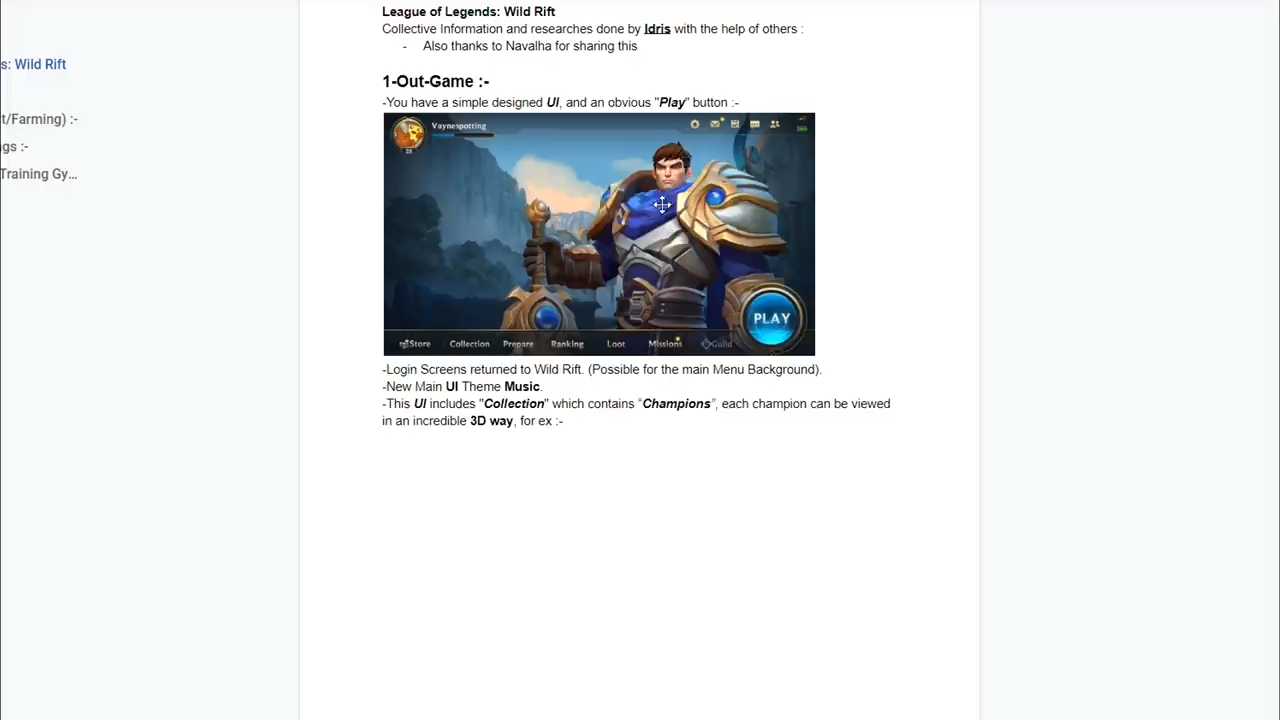 League of Legends: Wild Rift
Collective Information and researches done by Idris with the help of others :
- Also thanks to Navalha for sharing this
s: Wild Rift
1-Out-Game :-
-You have a simple designed UI, and an obvious "Play" button :-
t/Farming) :-
gs :-
Training Gy...
Vaynespotting
PLAY
Store Collection Prepare Ranking Loot Missions Guild
-Login Screens returned to Wild Rift. (Possible for the main Menu Background).
-New Main UI Theme Music.
-This UI includes "Collection" which contains “Champions”, each champion can be viewed
in an incredible 3D way, for ex :-